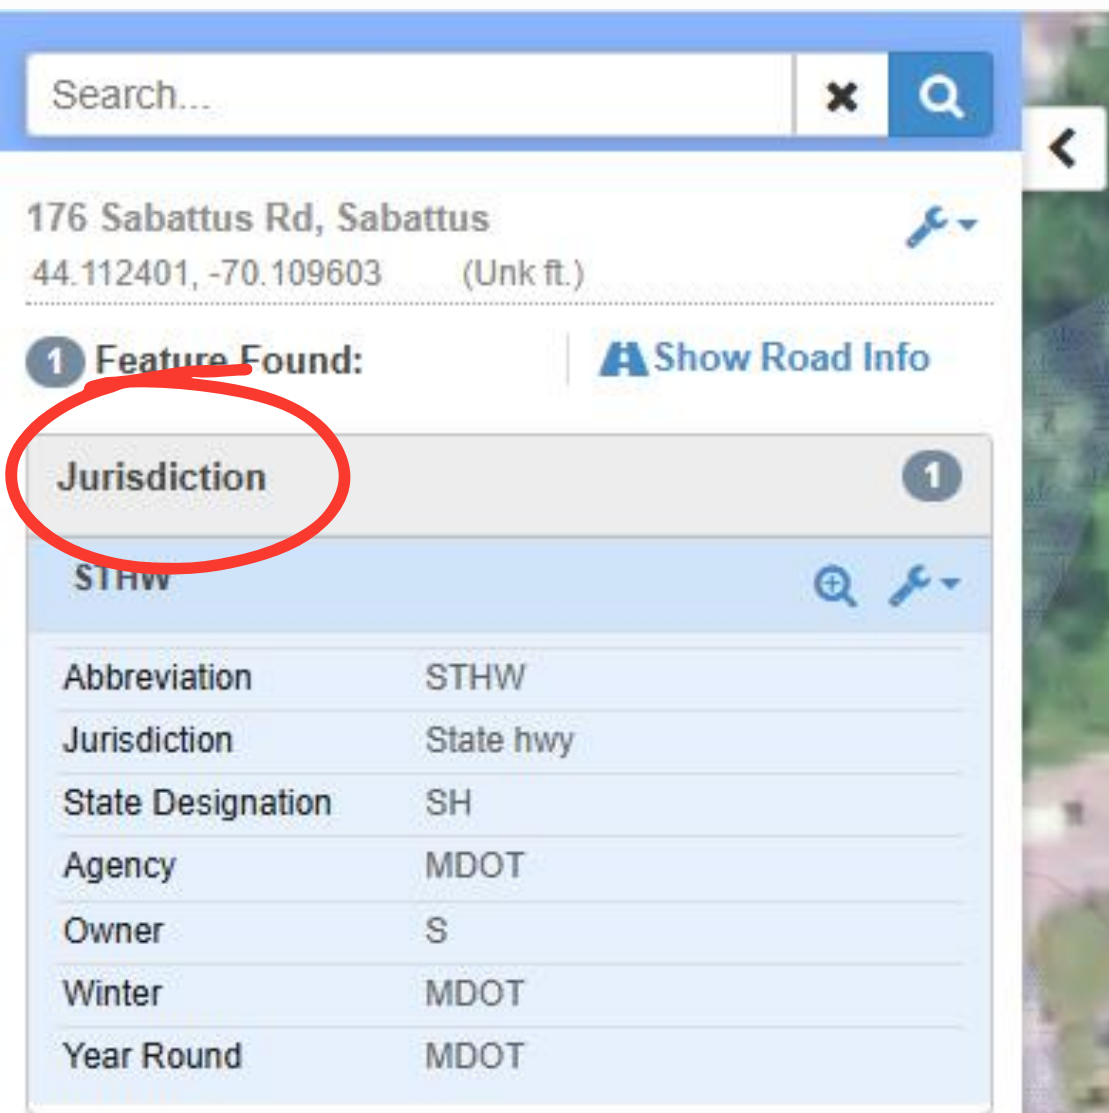 Search...
176 Sabattus Rd, Sabattus
44.112401, -70.109603 (Unk ft.)
1 Feature Found: Show Road Info
Jurisdiction 1
STHW
Abbreviation STHW
Jurisdiction State hwy
State Designation SH
Agency MDOT
Owner S
Winter MDOT
Year Round MDOT